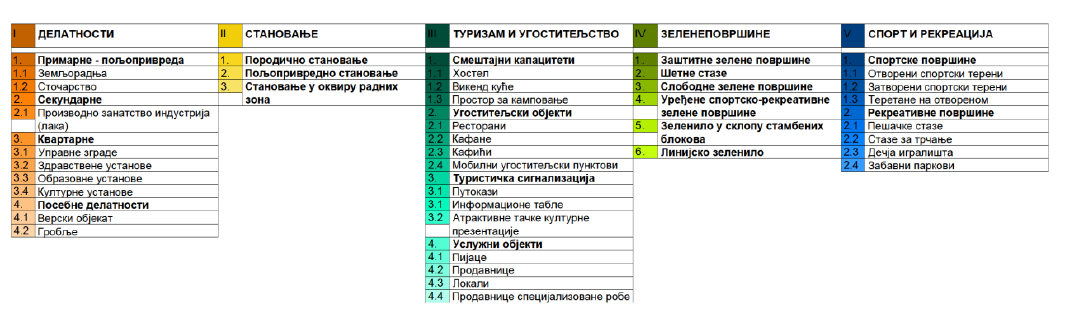 I ДЕЛАТНОСТИ
1. Примарне - пољопривреда
1.1 Земљорадња
1.2 Сточарство
2. Секундарне
2.1 Производно занатство индустрија
(лака)
3. Квартарне
3.1 Управне зграде
3.2 Здравствене установе
3.3 Образовне установе
3.4 Културне установе
4. Посебне делатности
4.1 Верски објекат
4.2 Гробље
II СТАНОВАЊЕ
1. Породично становање
2. Пољопривредно становање
3. Становање у оквиру радних
зона
III ТУРИЗАМ И УГОСТИТЕЉСТВО
1. Смештајни капацитети
1.1 Хостел
1.2 Викенд куће
1.3 Простор за камповање
2. Угоститељски објекти
2.1 Ресторани
2.2 Кафане
2.3 Кафићи
2.4 Мобилни угоститељски пунктови
3. Туристичка сигнализација
3.1 Путокази
3.1 Информационе табле
3.2 Атрактивне тачке културне
презентације
4. Услужни објекти
4.1 Пијаце
4.2 Продавнице
4.3 Локали
4.4 Продавнице специјализоване робе
IV ЗЕЛЕНЕПОВРШИНЕ
1. Заштитне зелене површине
2. Шетне стазе
3. Слободне зелене површине
4. Уређене спортско-рекреативне
зелене површине
5. Зеленило у склопу стамбених
блокова
6. Линијско зеленило
V СПОРТ И РЕКРЕАЦИЈА
1. Спортске површине
1.1 Отворени спортски терени
1.2 Затворени спортски терени
1.3 Теретане на отвореном
2. Рекреативне површине
2.1 Пешачке стазе
2.2 Стазе за трчање
2.3 Дечја игралишта
2.4 Забавни паркови